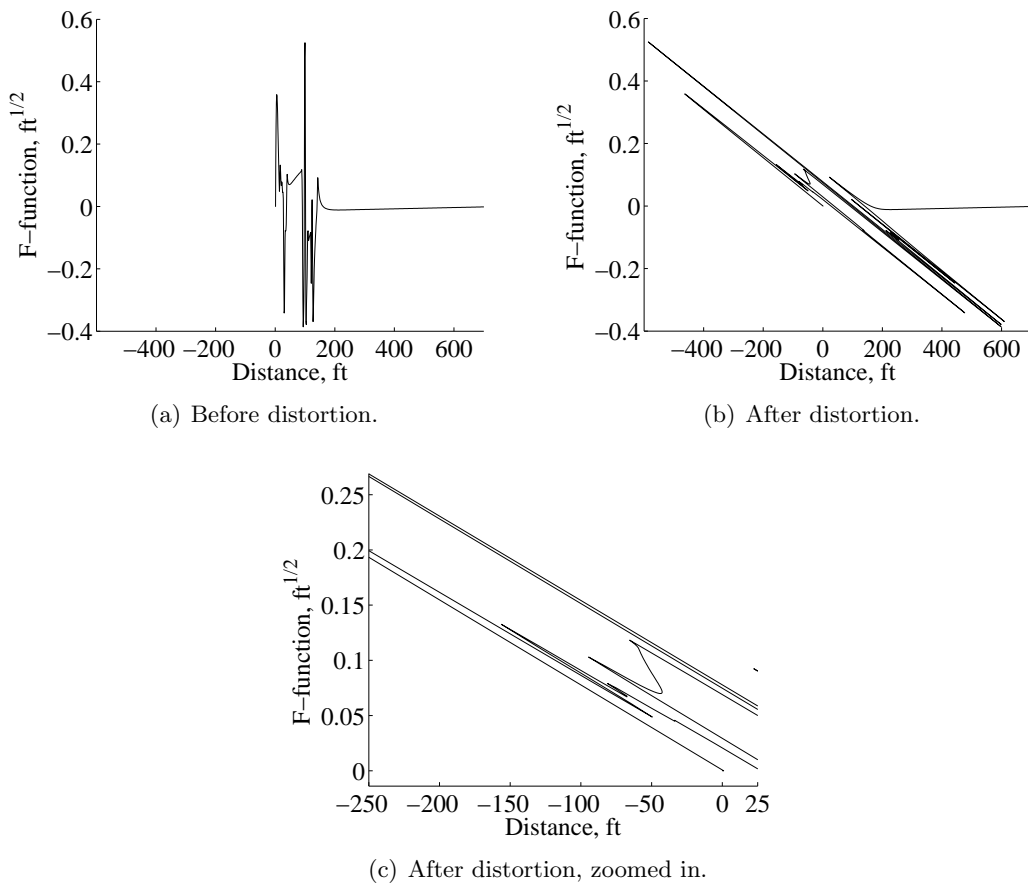 0.6
0.4
0.2
0
−0.2
−0.4
F−function, ft^{1/2}
−400 −200 0 200 400 600
Distance, ft
(a) Before distortion.
0.6
0.4
0.2
0
−0.2
−0.4
F−function, ft^{1/2}
−400 −200 0 200 400 600
Distance, ft
(b) After distortion.
0.25
0.2
0.15
0.1
0.05
0
F−function, ft^{1/2}
−250 −200 −150 −100 −50 0 25
Distance, ft
(c) After distortion, zoomed in.